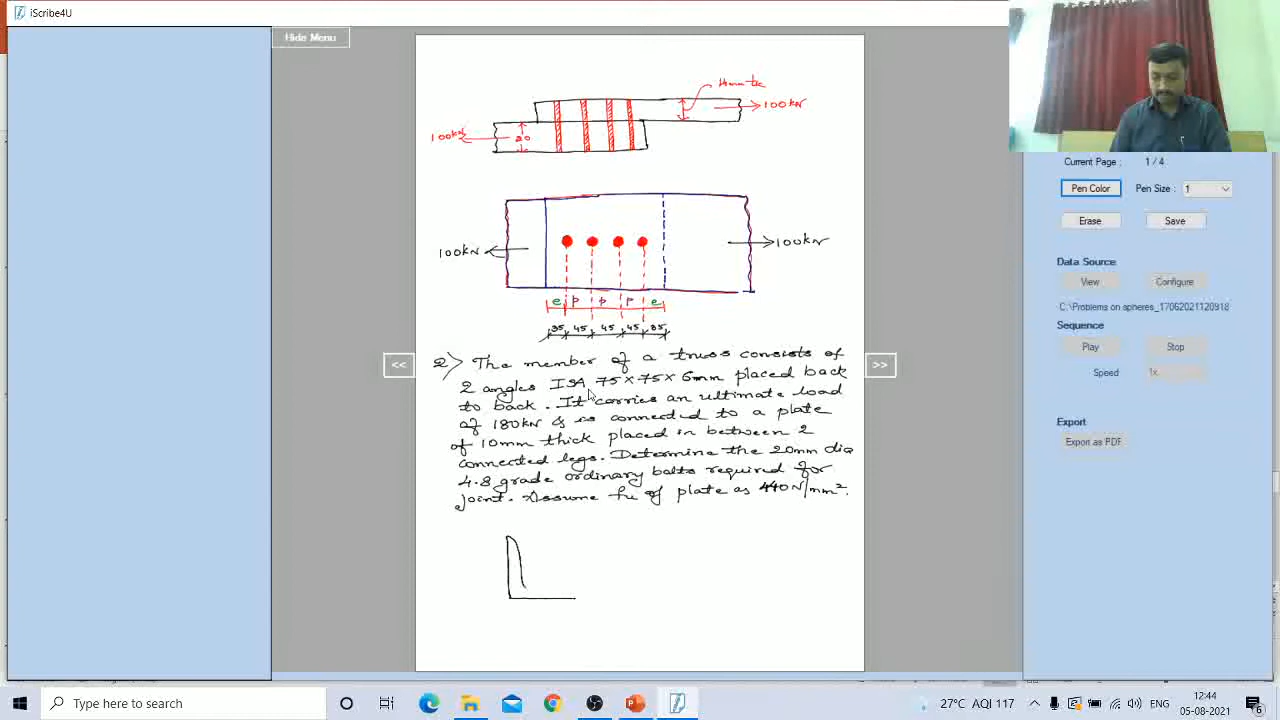 iScribe4U
Hide Menu
100kN
100kN
20
100kN
100kN
e p p p e
35 45 45 45 35
2) The member of a truss consists of
2 angles ISA 75×75×6mm placed back
to back. It carries an ultimate load
of 180kN & is connected to a plate
of 10mm thick placed in between 2
connected legs. Determine the 20mm dia
4.8 grade ordinary bolts required for
joint. Assume fu of plate as 440N/mm².
<<
>>
Current Page : 1 / 4
Pen Color Pen Size : 1
Erase Save
Data Source:
View Configure
C:\Problems on spheres_17062021120918
Sequence
Play Stop
Speed 1x
Export
Export as PDF
Type here to search
27°C AQI 117
ENG
12:44
05-08-2021
6